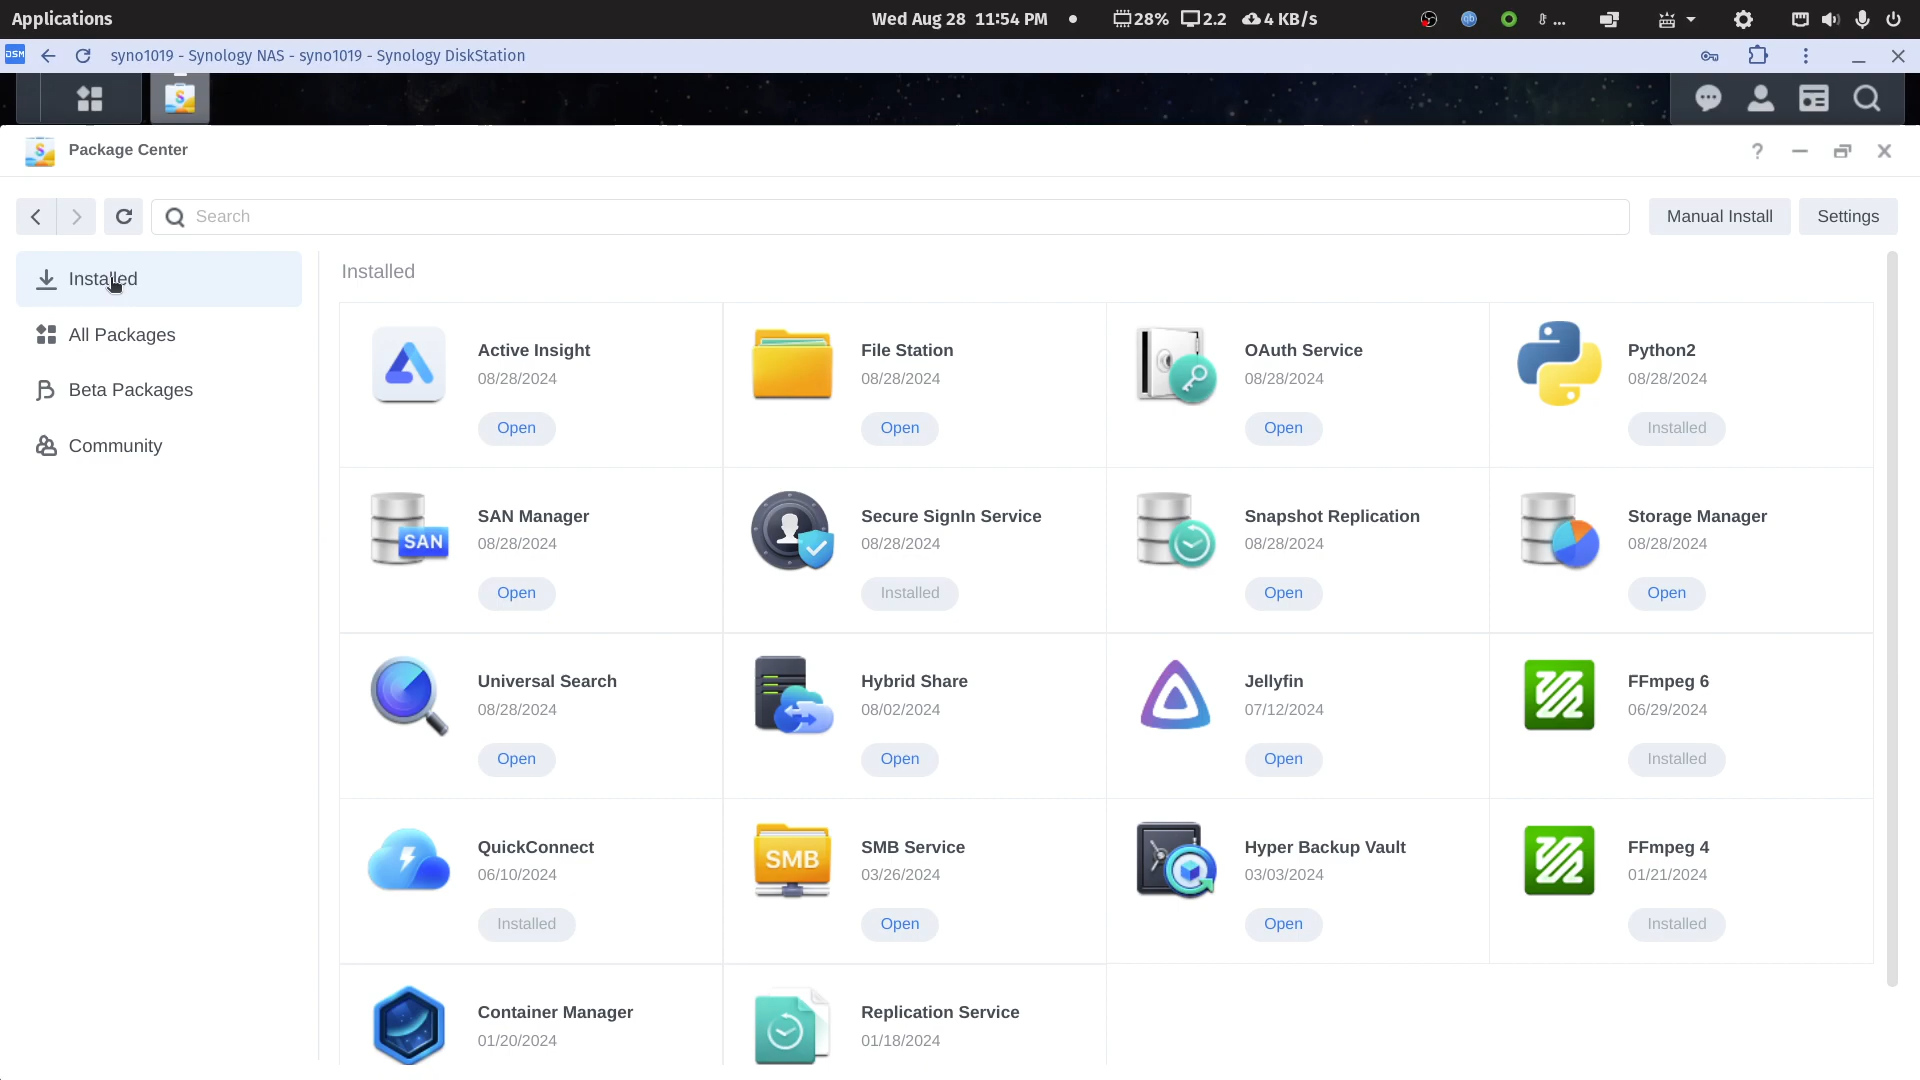 Applications
Wed Aug 28 11:54 PM
28% 2.2 4 KB/s
DSM
syno1019 - Synology NAS - syno1019 - Synology DiskStation
Package Center
Search
Manual Install
Settings
Installed
All Packages
Beta Packages
Community
Installed
Active Insight
08/28/2024
Open
File Station
08/28/2024
Open
OAuth Service
08/28/2024
Open
Python2
08/28/2024
Installed
SAN
SAN Manager
08/28/2024
Open
Secure SignIn Service
08/28/2024
Installed
Snapshot Replication
08/28/2024
Open
Storage Manager
08/28/2024
Open
Universal Search
08/28/2024
Open
Hybrid Share
08/02/2024
Open
Jellyfin
07/12/2024
Open
FFmpeg 6
06/29/2024
Installed
QuickConnect
06/10/2024
Installed
SMB
SMB Service
03/26/2024
Open
Hyper Backup Vault
03/03/2024
Open
FFmpeg 4
01/21/2024
Installed
Container Manager
01/20/2024
Replication Service
01/18/2024